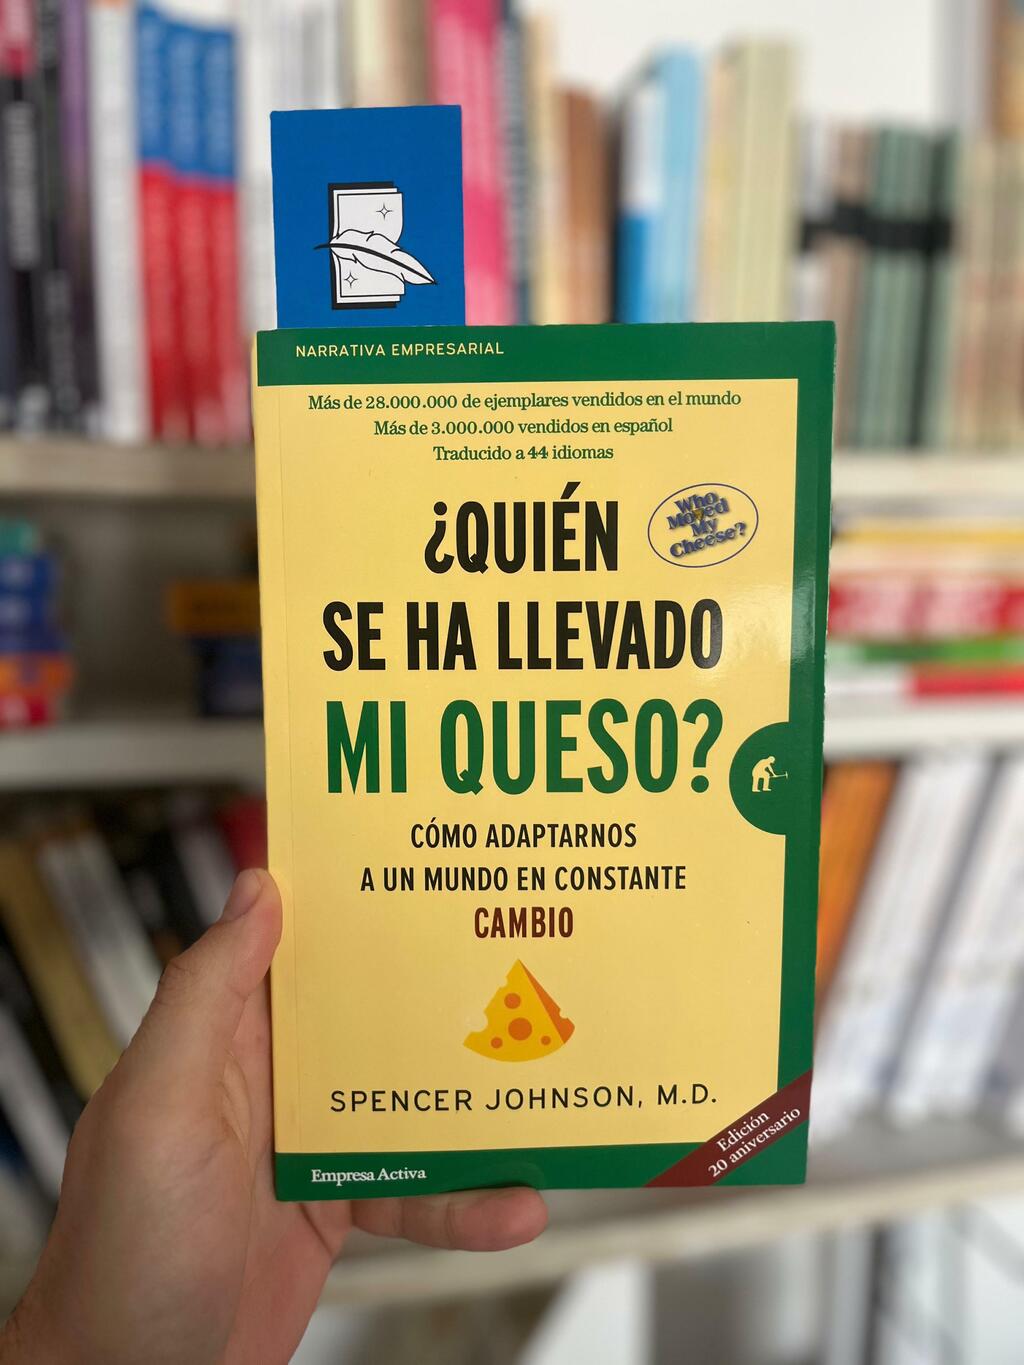 NARRATIVA EMPRESARIAL
Más de 28.000.000 de ejemplares vendidos en el mundo
Más de 3.000.000 vendidos en español
Traducido a 44 idiomas
¿QUIÉN
Who
Moved
My
Cheese?
SE HA LLEVADO
MI QUESO?
CÓMO ADAPTARNOS
A UN MUNDO EN CONSTANTE
CAMBIO
SPENCER JOHNSON, M.D.
Edición
20 aniversario
Empresa Activa